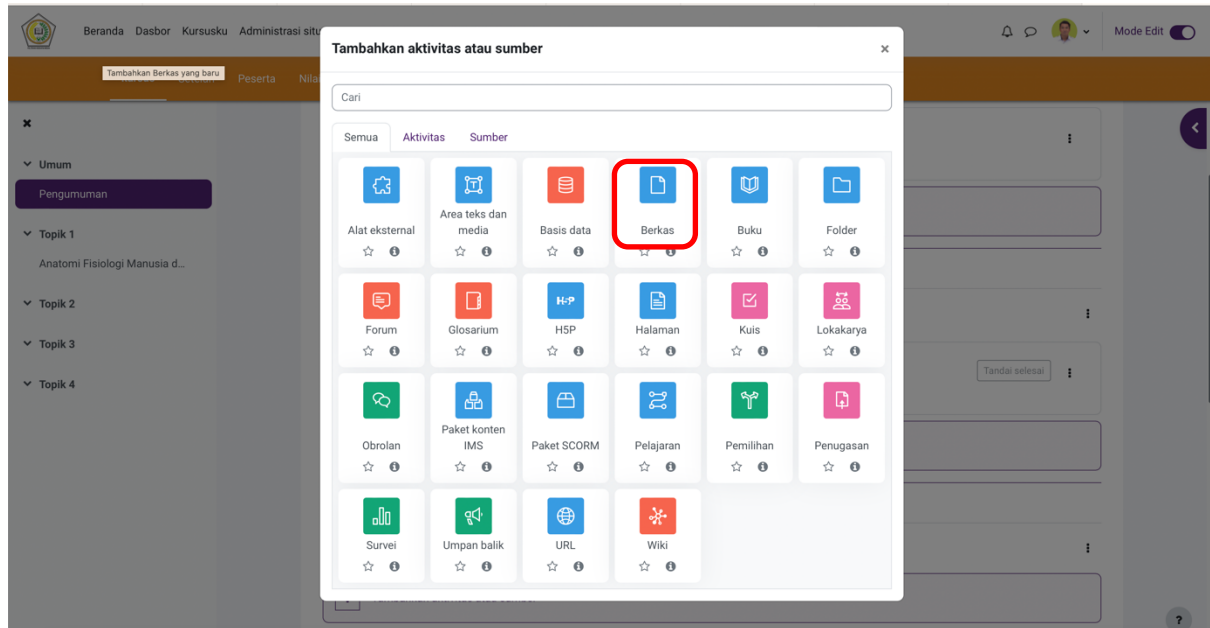 Beranda Dasbor Kursusku Administrasi situ
Mode Edit
Tambahkan aktivitas atau sumber
Tambahkan Berkas yang baru
Peserta Nilai
Cari
Semua Aktivitas Sumber
Umum
Pengumuman
Topik 1
Anatomi Fisiologi Manusia d...
Topik 2
Topik 3
Topik 4
Alat eksternal
Area teks dan
media
Basis data
Berkas
Buku
Folder
Forum
Glosarium
H-P
H5P
Halaman
Kuis
Lokakarya
Obrolan
Paket konten
IMS
Paket SCORM
Pelajaran
Pemilihan
Penugasan
Survei
Umpan balik
URL
Wiki
Tandai selesai
?